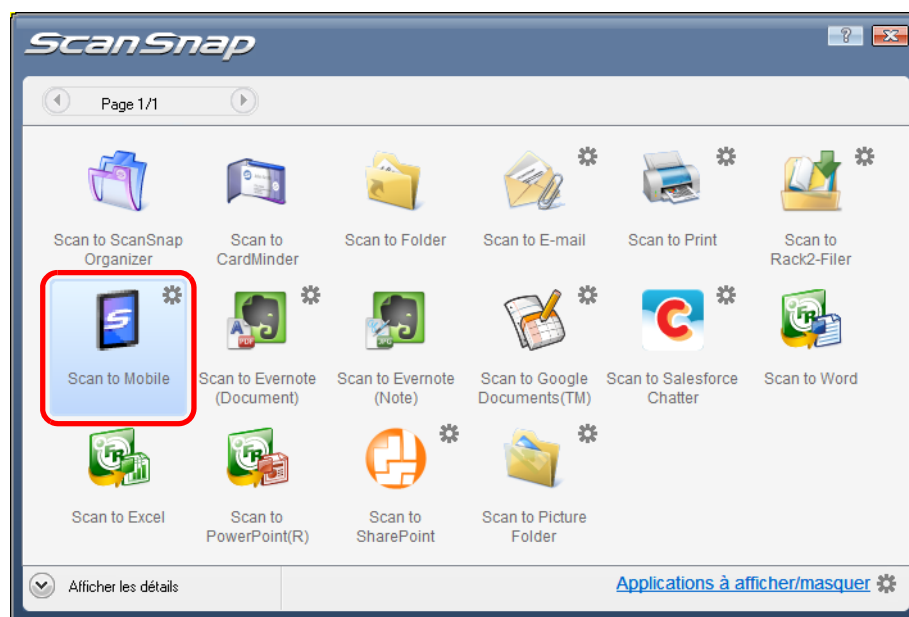 ScanSnap
?
Page 1/1
Scan to ScanSnap
Organizer
Scan to
CardMinder
Scan to Folder
Scan to E-mail
Scan to Print
Scan to
Rack2-Filer
Scan to Mobile
Scan to Evernote
(Document)
Scan to Evernote
(Note)
Scan to Google
Documents(TM)
Scan to Salesforce
Chatter
Scan to Word
Scan to Excel
Scan to
PowerPoint(R)
Scan to
SharePoint
Scan to Picture
Folder
Afficher les détails
Applications à afficher/masquer